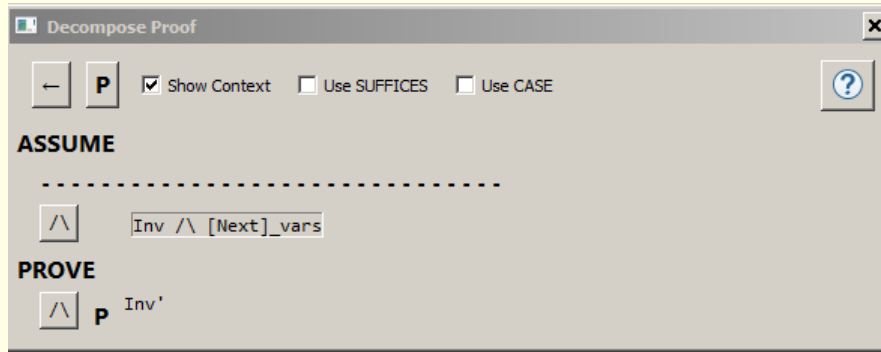 Decompose Proof
← P Show Context Use SUFFICES Use CASE ?
ASSUME
- - - - - - - - - - - - - - - - - - - - - - - - - - - - - - -
/\ Inv /\ [Next]_vars
PROVE
/\ P Inv'